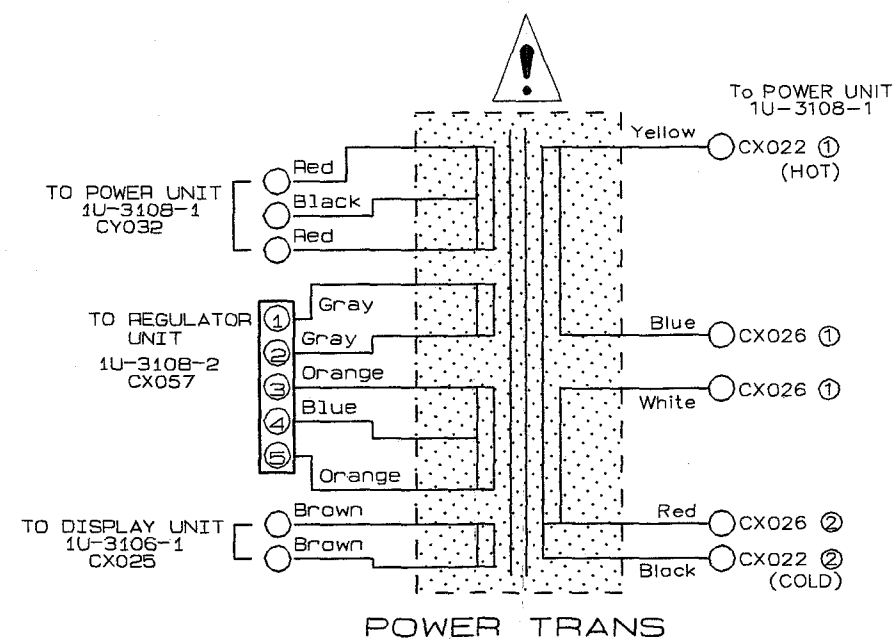 To POWER UNIT
1U-3108-1
Yellow
CX022 ①
(HOT)
TO POWER UNIT
1U-3108-1
CY032
Red
Black
Red
TO REGULATOR
UNIT
1U-3108-2
CX057
①
②
③
④
⑤
Gray
Gray
Orange
Blue
Orange
Blue
CX026 ①
White
CX026 ①
TO DISPLAY UNIT
1U-3106-1
CX025
Brown
Brown
Red
CX026 ②
Black
CX022 ②
(COLD)
POWER TRANS